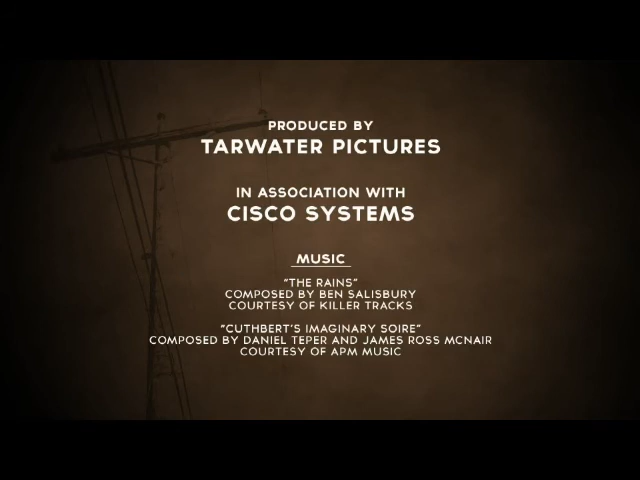 PRODUCED BY
TARWATER PICTURES
IN ASSOCIATION WITH
CISCO SYSTEMS
MUSIC
"THE RAINS"
COMPOSED BY BEN SALISBURY
COURTESY OF KILLER TRACKS
"CUTHBERT'S IMAGINARY SOIRE"
COMPOSED BY DANIEL TEPER AND JAMES ROSS MCNAIR
COURTESY OF APM MUSIC